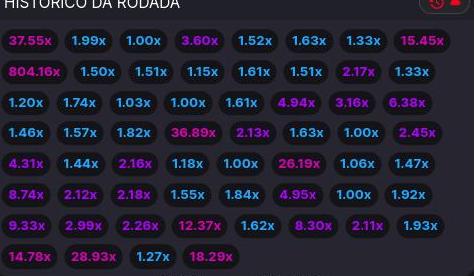 HISTÓRICO DA RODADA
37.55x 1.99x 1.00x 3.60x 1.52x 1.63x 1.33x 15.45x
804.16x 1.50x 1.51x 1.15x 1.61x 1.51x 2.17x 1.33x
1.20x 1.74x 1.03x 1.00x 1.61x 4.94x 3.16x 6.38x
1.46x 1.57x 1.82x 36.89x 2.13x 1.63x 1.00x 2.45x
4.31x 1.44x 2.16x 1.18x 1.00x 26.19x 1.06x 1.47x
8.74x 2.12x 2.18x 1.55x 1.84x 4.95x 1.00x 1.92x
9.33x 2.99x 2.26x 12.37x 1.62x 8.30x 2.11x 1.93x
14.78x 28.93x 1.27x 18.29x